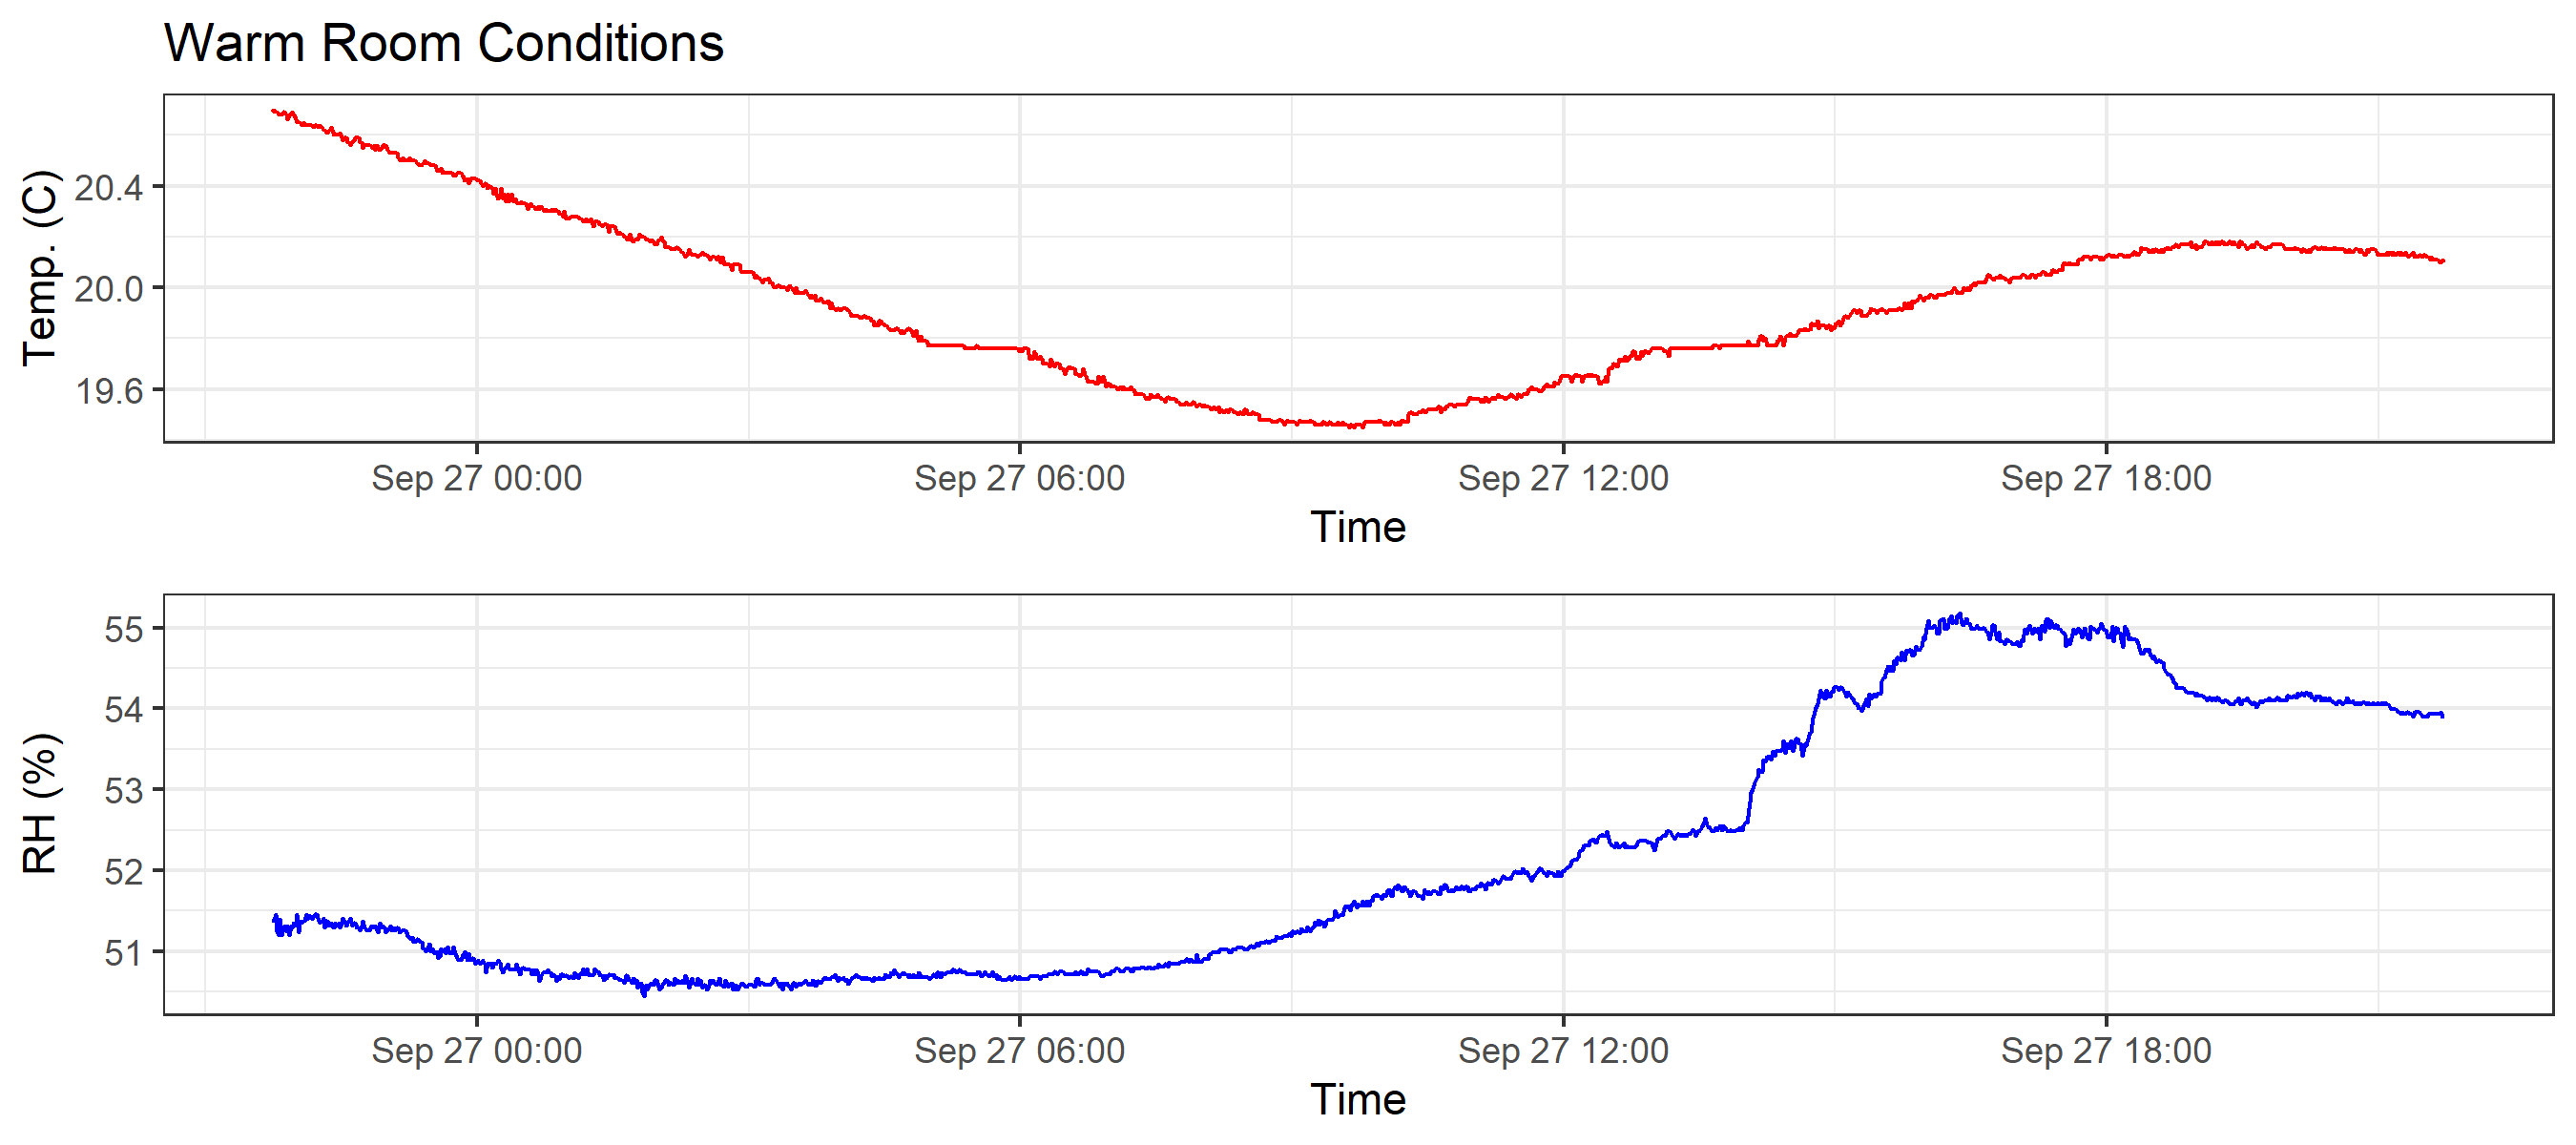 Warm Room Conditions
Temp. (C)
20.4
20.0
19.6
Sep 27 00:00 Sep 27 06:00 Sep 27 12:00 Sep 27 18:00
Time
RH (%)
55
54
53
52
51
Sep 27 00:00 Sep 27 06:00 Sep 27 12:00 Sep 27 18:00
Time